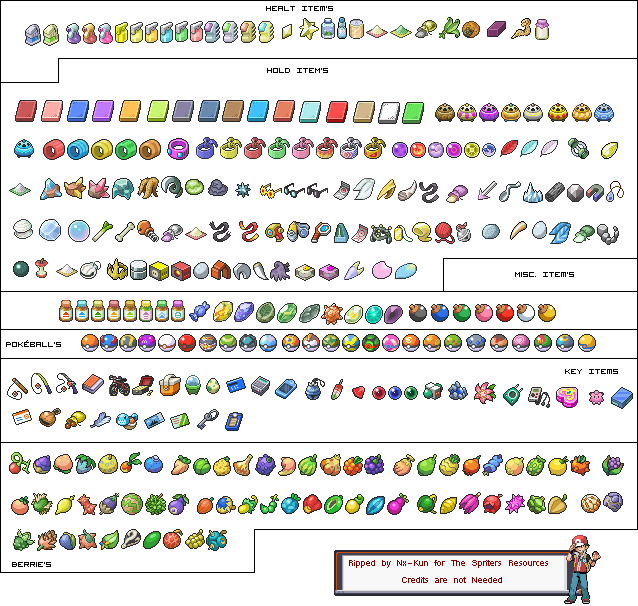 HEALT ITEM'S
HOLD ITEM'S
MISC. ITEM'S
POKÉBALL'S
KEY ITEMS
BERRIE'S
Ripped by Nx-Kun for The Spriters Resources
Credits are not Needed